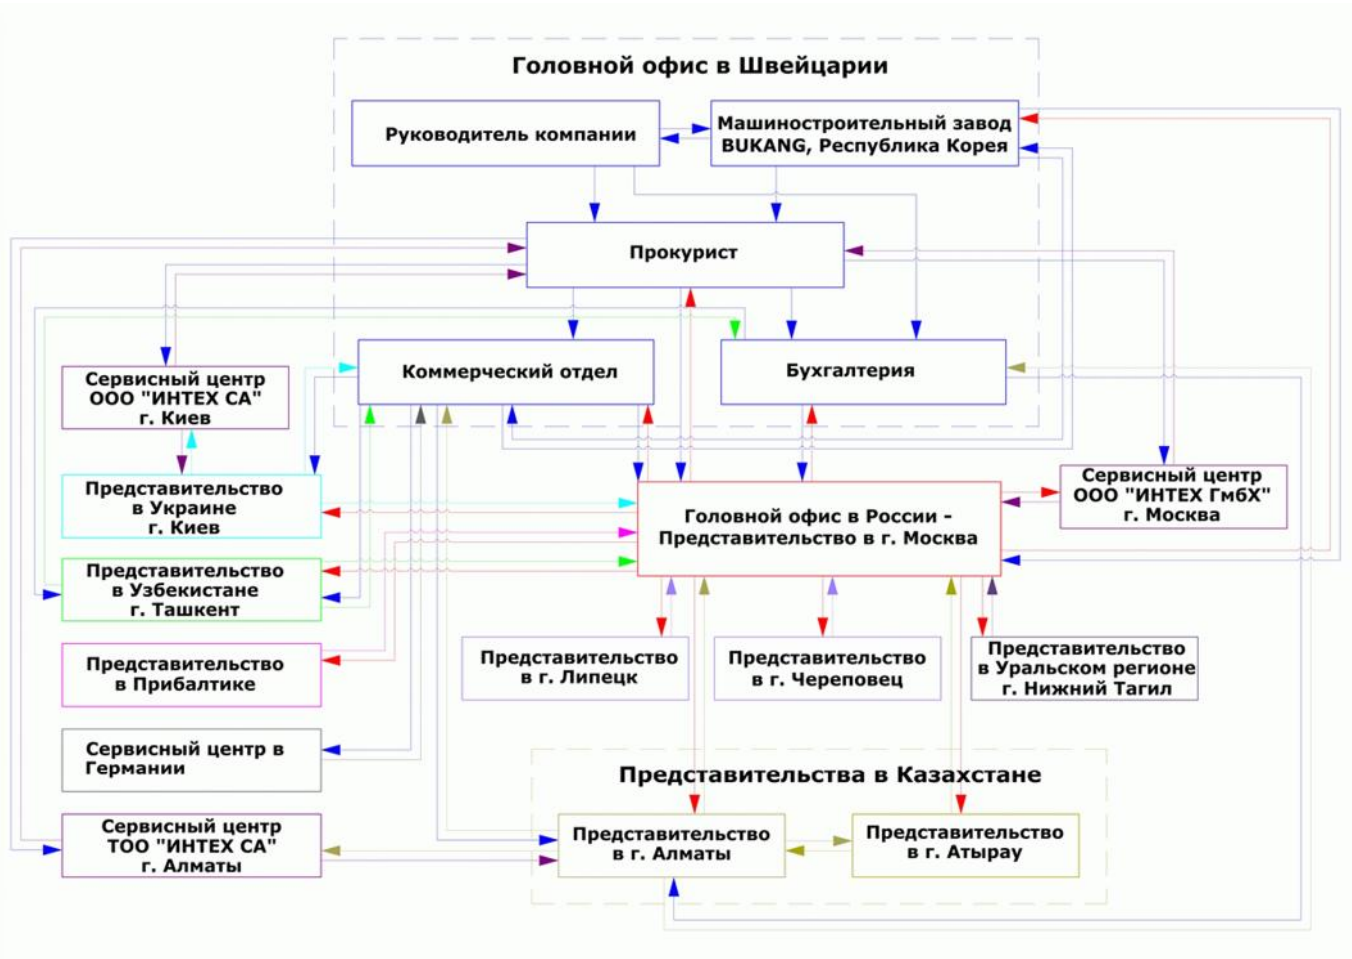 Головной офис в Швейцарии
Руководитель компании
Машиностроительный завод
BUKANG, Республика Корея
Прокурист
Коммерческий отдел
Бухгалтерия
Сервисный центр
ООО "ИНТЕХ СА"
г. Киев
Представительство
в Украине
г. Киев
Головной офис в России -
Представительство в г. Москва
Сервисный центр
ООО "ИНТЕХ ГмбХ"
г. Москва
Представительство
в Узбекистане
г. Ташкент
Представительство
в Прибалтике
Представительство
в г. Липецк
Представительство
в г. Череповец
Представительство
в Уральском регионе
г. Нижний Тагил
Сервисный центр в
Германии
Представительства в Казахстане
Сервисный центр
ТОО "ИНТЕХ СА"
г. Алматы
Представительство
в г. Алматы
Представительство
в г. Атырау